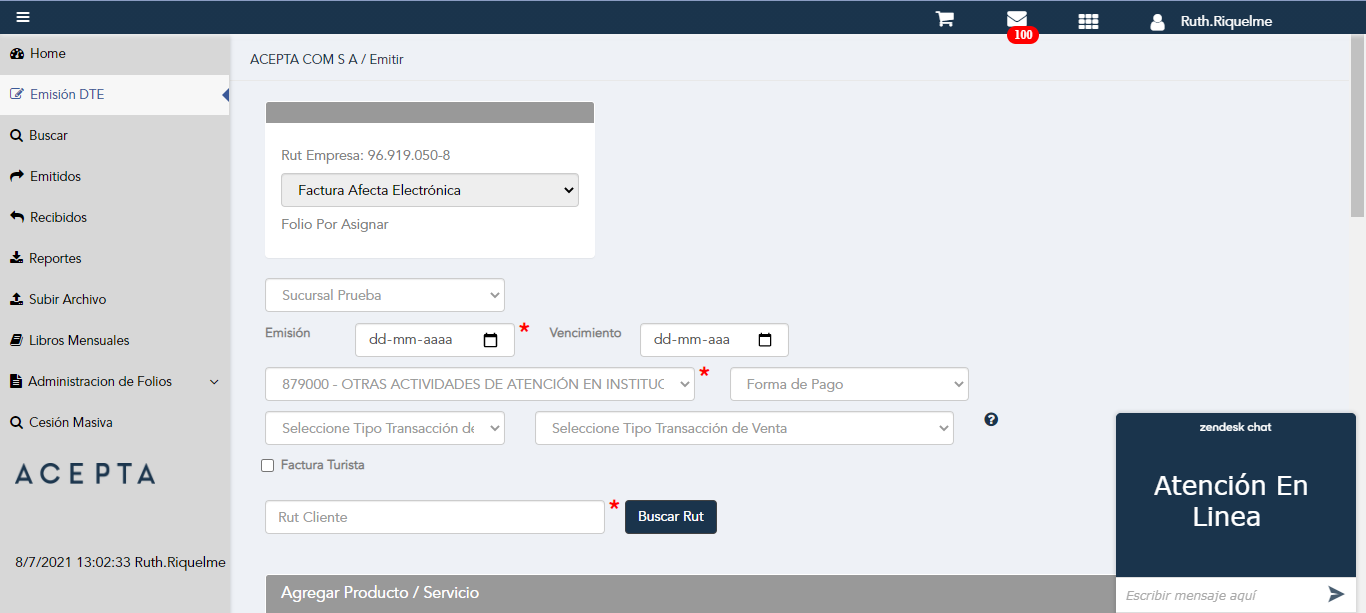 100
Ruth.Riquelme
Home
Emisión DTE
Buscar
Emitidos
Recibidos
Reportes
Subir Archivo
Libros Mensuales
Administracion de Folios
Cesión Masiva
ACEPTA
8/7/2021 13:02:33 Ruth.Riquelme
ACEPTA COM S A / Emitir
Rut Empresa: 96.919.050-8
Factura Afecta Electrónica
Folio Por Asignar
Sucursal Prueba
Emisión dd-mm-aaaa * Vencimiento dd-mm-aaa
879000 - OTRAS ACTIVIDADES DE ATENCIÓN EN INSTITUC * Forma de Pago
Seleccione Tipo Transacción de Seleccione Tipo Transacción de Venta ?
Factura Turista
Rut Cliente * Buscar Rut
Agregar Producto / Servicio
zendesk chat
Atención En
Linea
Escribir mensaje aquí